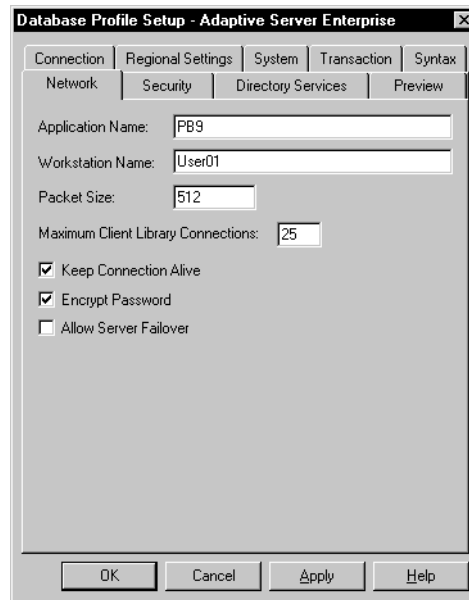 Database Profile Setup - Adaptive Server Enterprise
Connection Regional Settings System Transaction Syntax
Network Security Directory Services Preview
Application Name: PB9
Workstation Name: User01
Packet Size: 512
Maximum Client Library Connections: 25
Keep Connection Alive
Encrypt Password
Allow Server Failover
OK Cancel Apply Help